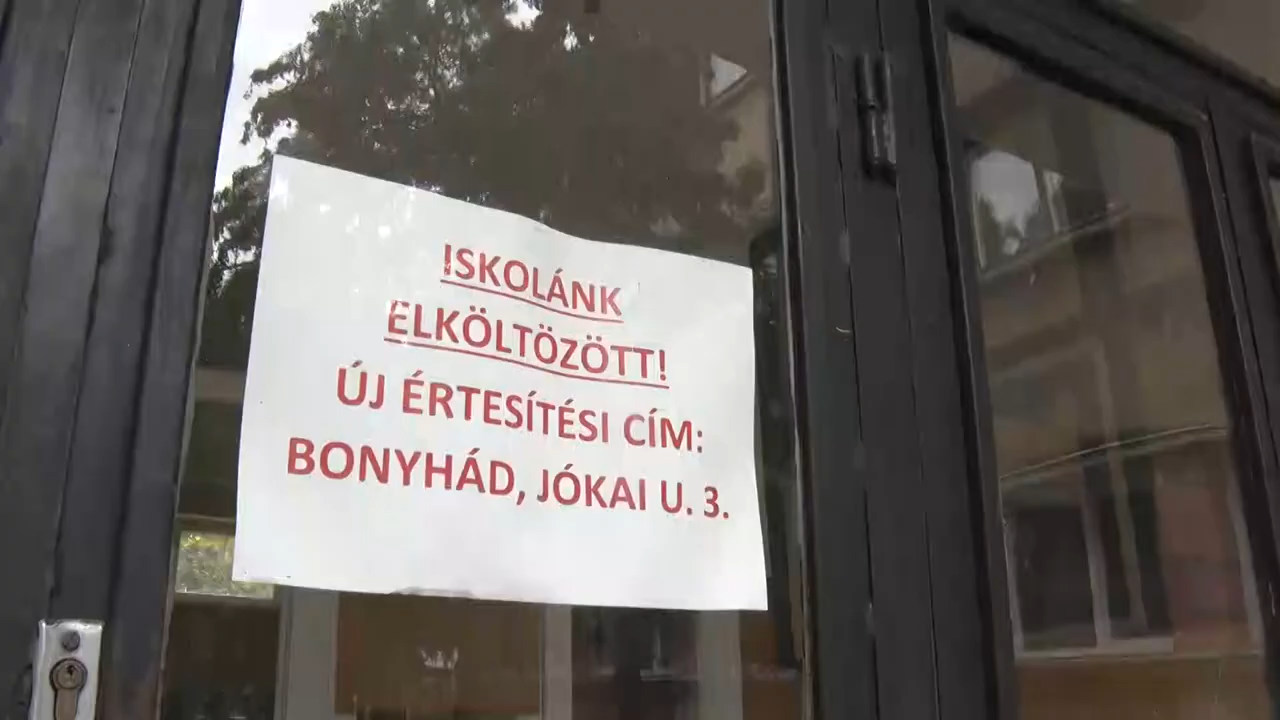 ISKOLÁNK
ELKÖLTÖZÖTT!
ÚJ ÉRTESÍTÉSI CÍM:
BONYHÁD, JÓKAI U. 3.